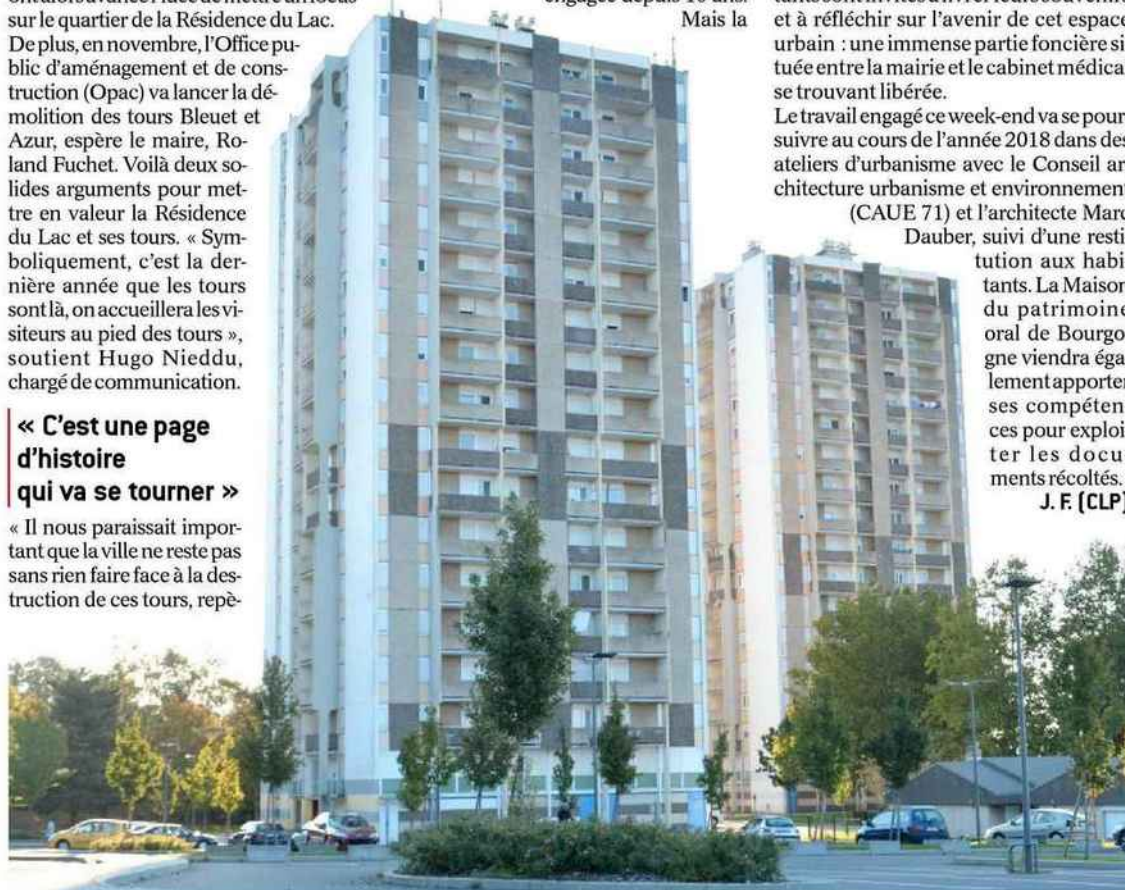 sur le quartier de la Résidence du Lac.
De plus, en novembre, l'Office pu-
blic d'aménagement et de cons-
truction (Opac) va lancer la dé-
molition des tours Bleuet et
Azur, espère le maire, Ro-
land Fuchet. Voilà deux so-
lides arguments pour met-
tre en valeur la Résidence
du Lac et ses tours. « Sym-
boliquement, c'est la der-
nière année que les tours
sont là, on accueillera les vi-
siteurs au pied des tours »,
soutient Hugo Nieddu,
chargé de communication.
« C'est une page
d'histoire
qui va se tourner »
« Il nous paraissait impor-
tant que la ville ne reste pas
sans rien faire face à la des-
truction de ces tours, repè-
engagée depuis 10 ans.
Mais la
et à réfléchir sur l'avenir de cet espace
urbain : une immense partie foncière si
tuée entre la mairie et le cabinet médica
se trouvant libérée.
Le travail engagé ce week-end va se pour
suivre au cours de l'année 2018 dans des
ateliers d'urbanisme avec le Conseil ar
chitecture urbanisme et environnement
(CAUE 71) et l'architecte Marc
Dauber, suivi d'une resti
tution aux habi
tants. La Maison
du patrimoine
oral de Bourgo
gne viendra éga
lement apporter
ses compéten
ces pour exploi
ter les docu
ments récoltés.
J. F. (CLP)